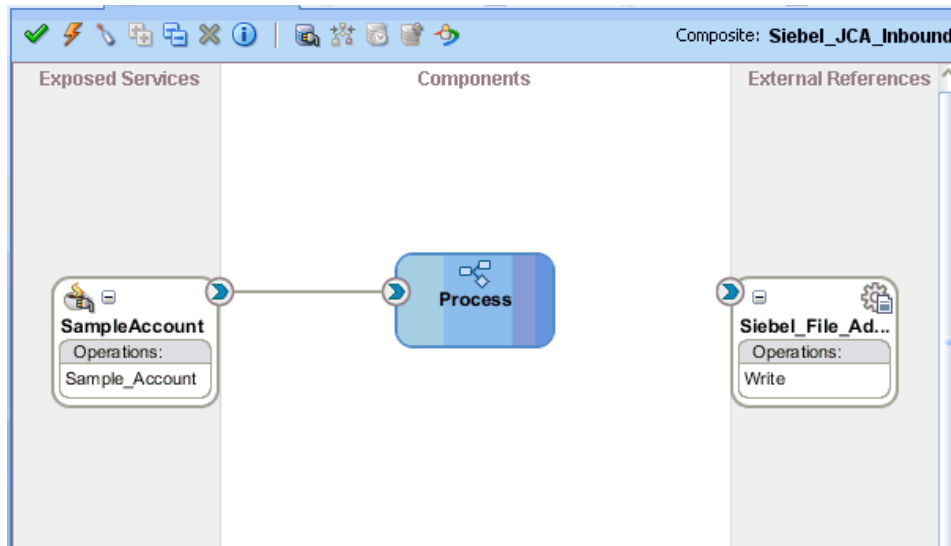 Composite: Siebel_JCA_Inbound
Exposed Services
Components
External References
SampleAccount
Operations:
Sample_Account
Process
Siebel_File_Ad...
Operations:
Write